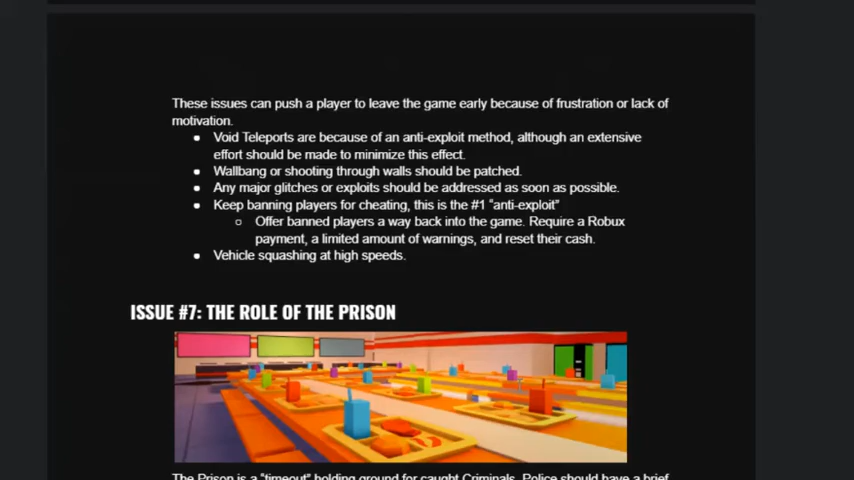 These issues can push a player to leave the game early because of frustration or lack of
motivation.
● Void Teleports are because of an anti-exploit method, although an extensive
effort should be made to minimize this effect.
● Wallbang or shooting through walls should be patched.
● Any major glitches or exploits should be addressed as soon as possible.
● Keep banning players for cheating, this is the #1 "anti-exploit"
○ Offer banned players a way back into the game. Require a Robux
payment, a limited amount of warnings, and reset their cash.
● Vehicle squashing at high speeds.
ISSUE #7: THE ROLE OF THE PRISON
The Prison is a "timeout" holding ground for caught Criminals. Police should have a brief